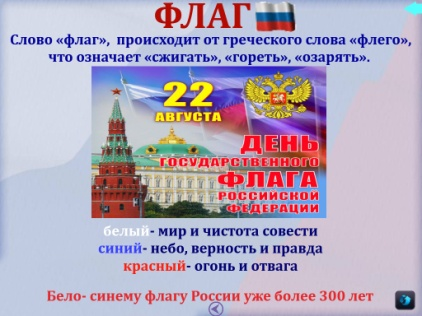 ФЛАГ
Слово «флаг», происходит от греческого слова «флего»,
что означает «сжигать», «гореть», «озарять».
22
АВГУСТА
ДЕНЬ
ГОСУДАРСТВЕННОГО
ФЛАГА
РОССИЙСКОЙ
ФЕДЕРАЦИИ
белый- мир и чистота совести
синий- небо, верность и правда
красный- огонь и отвага
Бело- синему флагу России уже более 300 лет